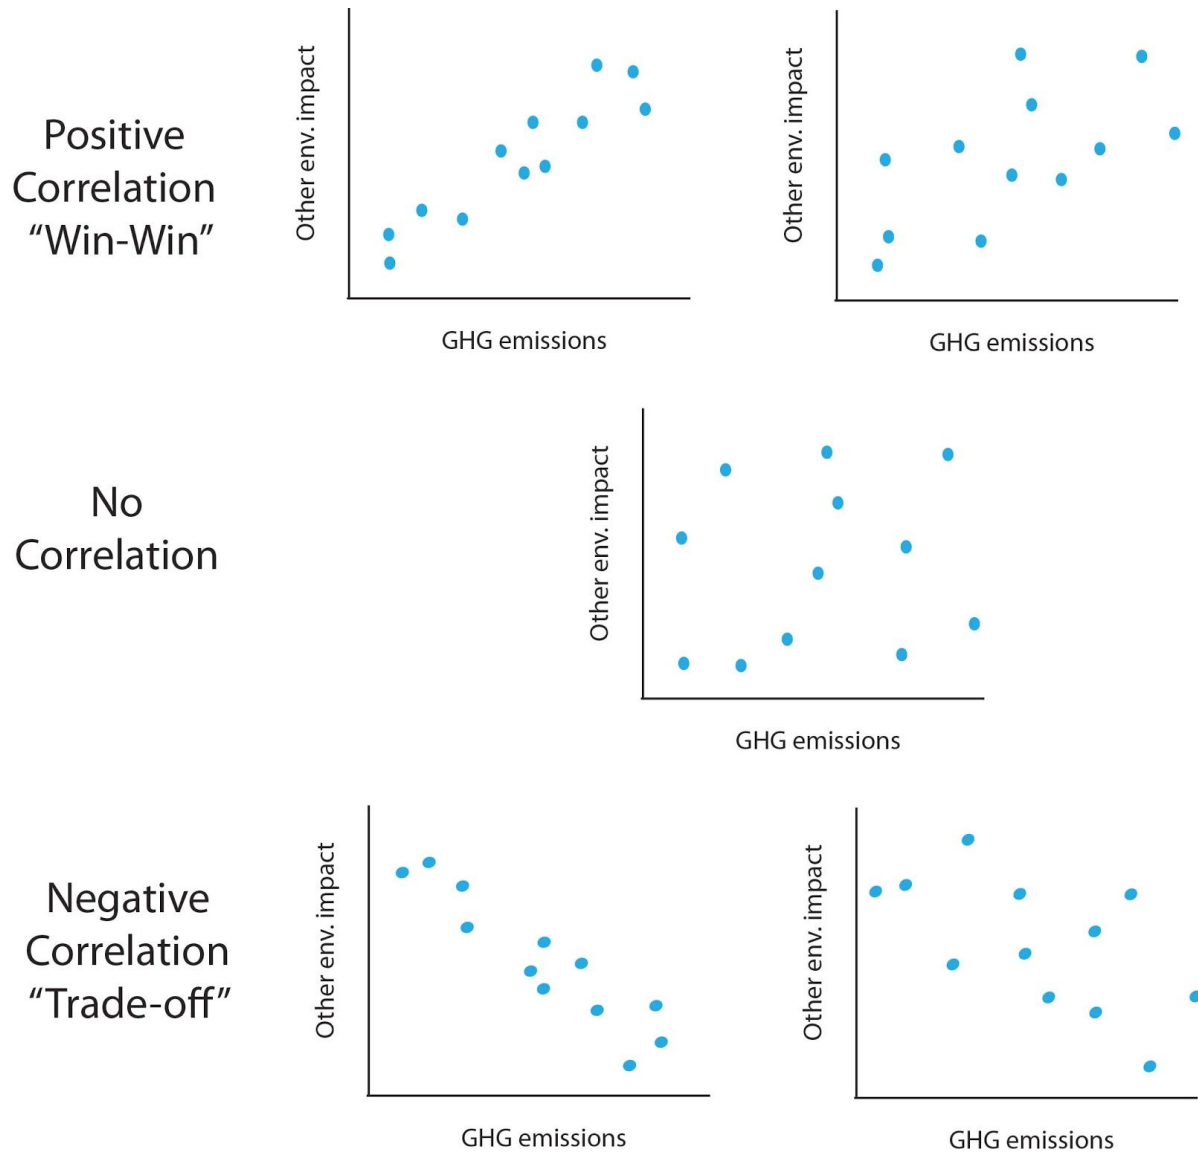 Positive
Correlation
“Win-Win”
Other env. impact
GHG emissions
Other env. impact
GHG emissions
No
Correlation
Other env. impact
GHG emissions
Negative
Correlation
“Trade-off”
Other env. impact
GHG emissions
Other env. impact
GHG emissions